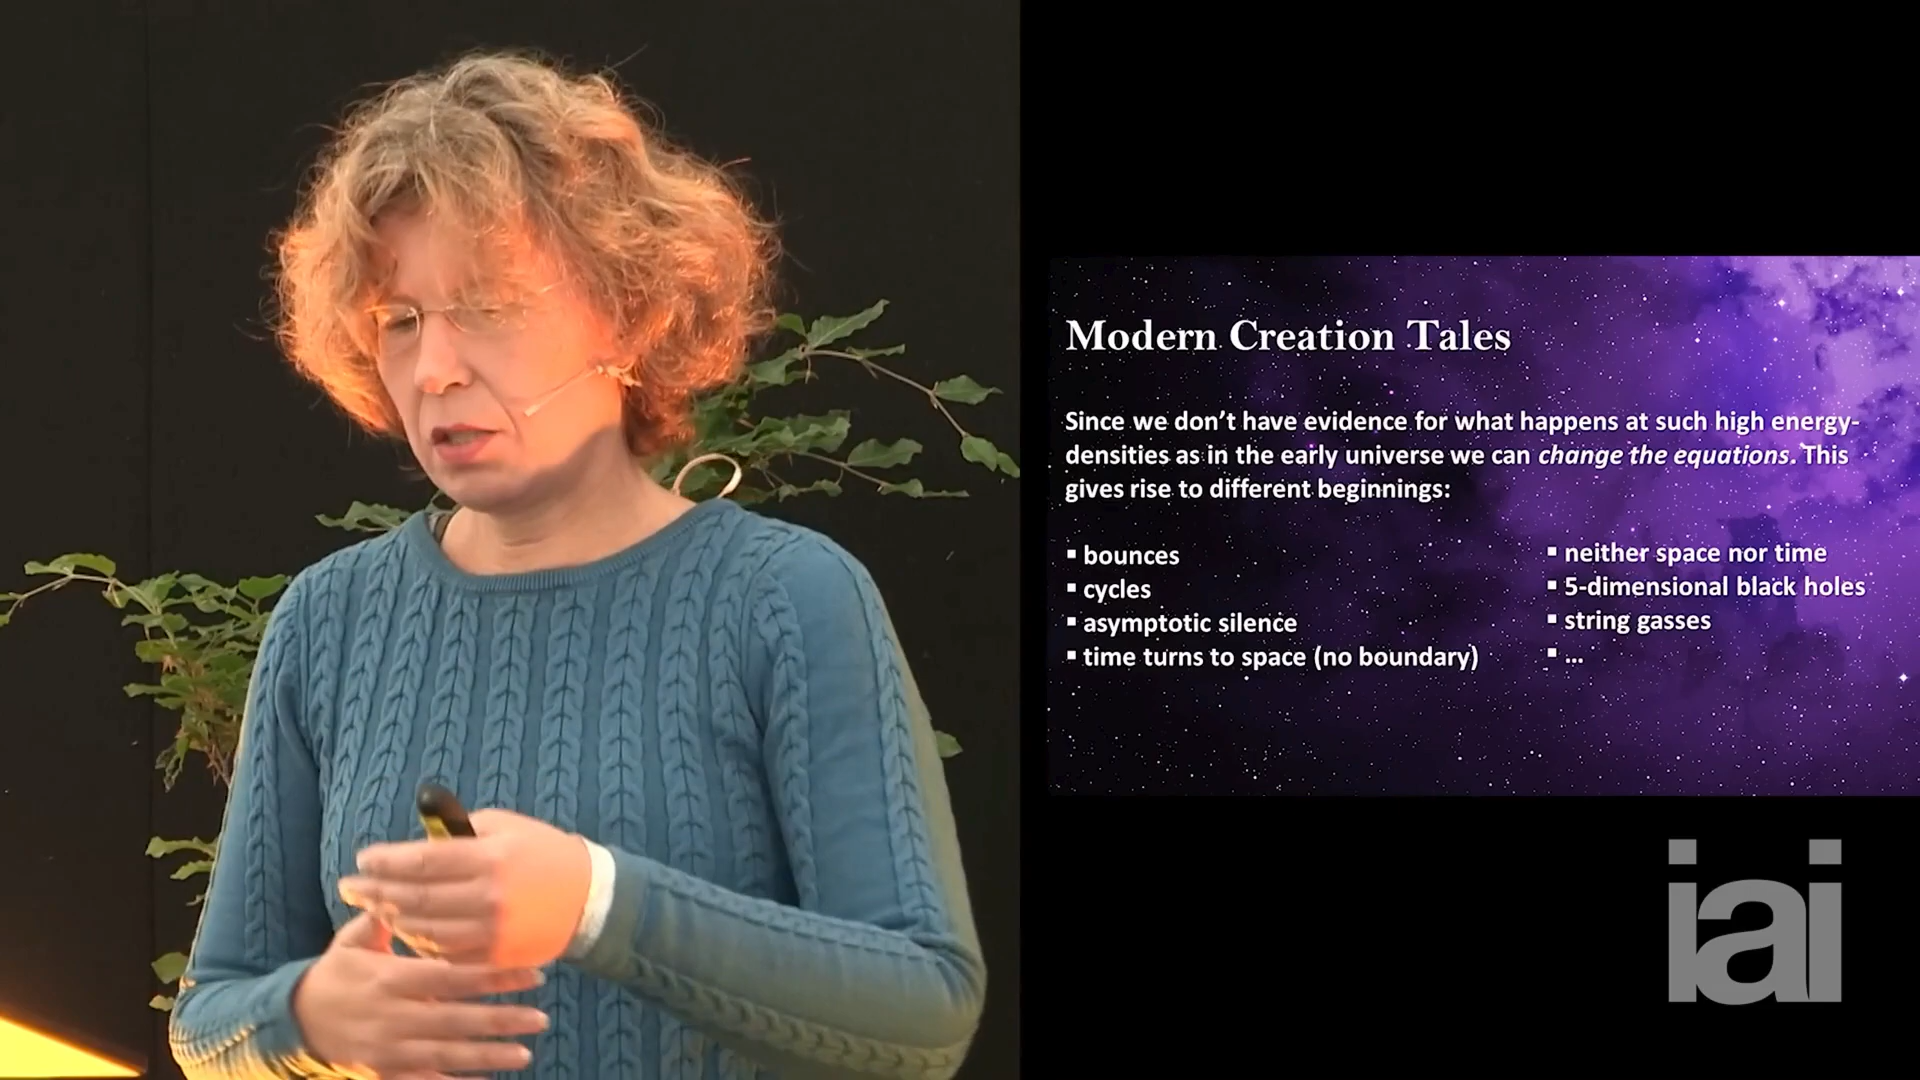 Modern Creation Tales
Since we don't have evidence for what happens at such high energy-
densities as in the early universe we can change the equations. This
gives rise to different beginnings:
▪ bounces
▪ cycles
▪ asymptotic silence
▪ time turns to space (no boundary)
▪ neither space nor time
▪ 5-dimensional black holes
▪ string gasses
▪ ...
iai